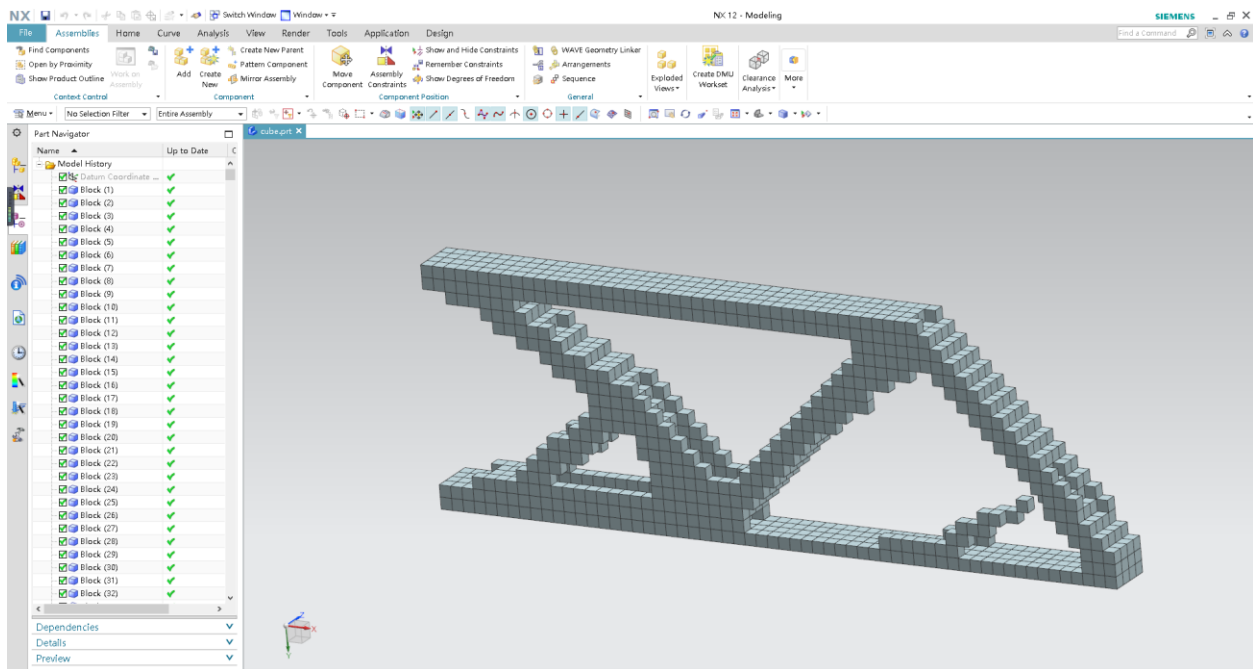 NX Switch Window Window NX 12 - Modeling SIEMENS
File Assemblies Home Curve Analysis View Render Tools Application Design Find a Command
Find Components
Open by Proximity
Show Product Outline
Work on Assembly
Context Control
Add
Create New
Create New Parent
Pattern Component
Mirror Assembly
Component
Move Component
Assembly Constraints
Show and Hide Constraints
Remember Constraints
Show Degrees of Freedom
Component Position
WAVE Geometry Linker
Arrangements
Sequence
General
Exploded Views
Create DMU Workset
Clearance Analysis
More
Menu No Selection Filter Entire Assembly
Part Navigator
cube.prt
Name Up to Date C
Model History
Datum Coordinate ...
Block (1)
Block (2)
Block (3)
Block (4)
Block (5)
Block (6)
Block (7)
Block (8)
Block (9)
Block (10)
Block (11)
Block (12)
Block (13)
Block (14)
Block (15)
Block (16)
Block (17)
Block (18)
Block (19)
Block (20)
Block (21)
Block (22)
Block (23)
Block (24)
Block (25)
Block (26)
Block (27)
Block (28)
Block (29)
Block (30)
Block (31)
Block (32)
Dependencies
Details
Preview
Z
X
Y